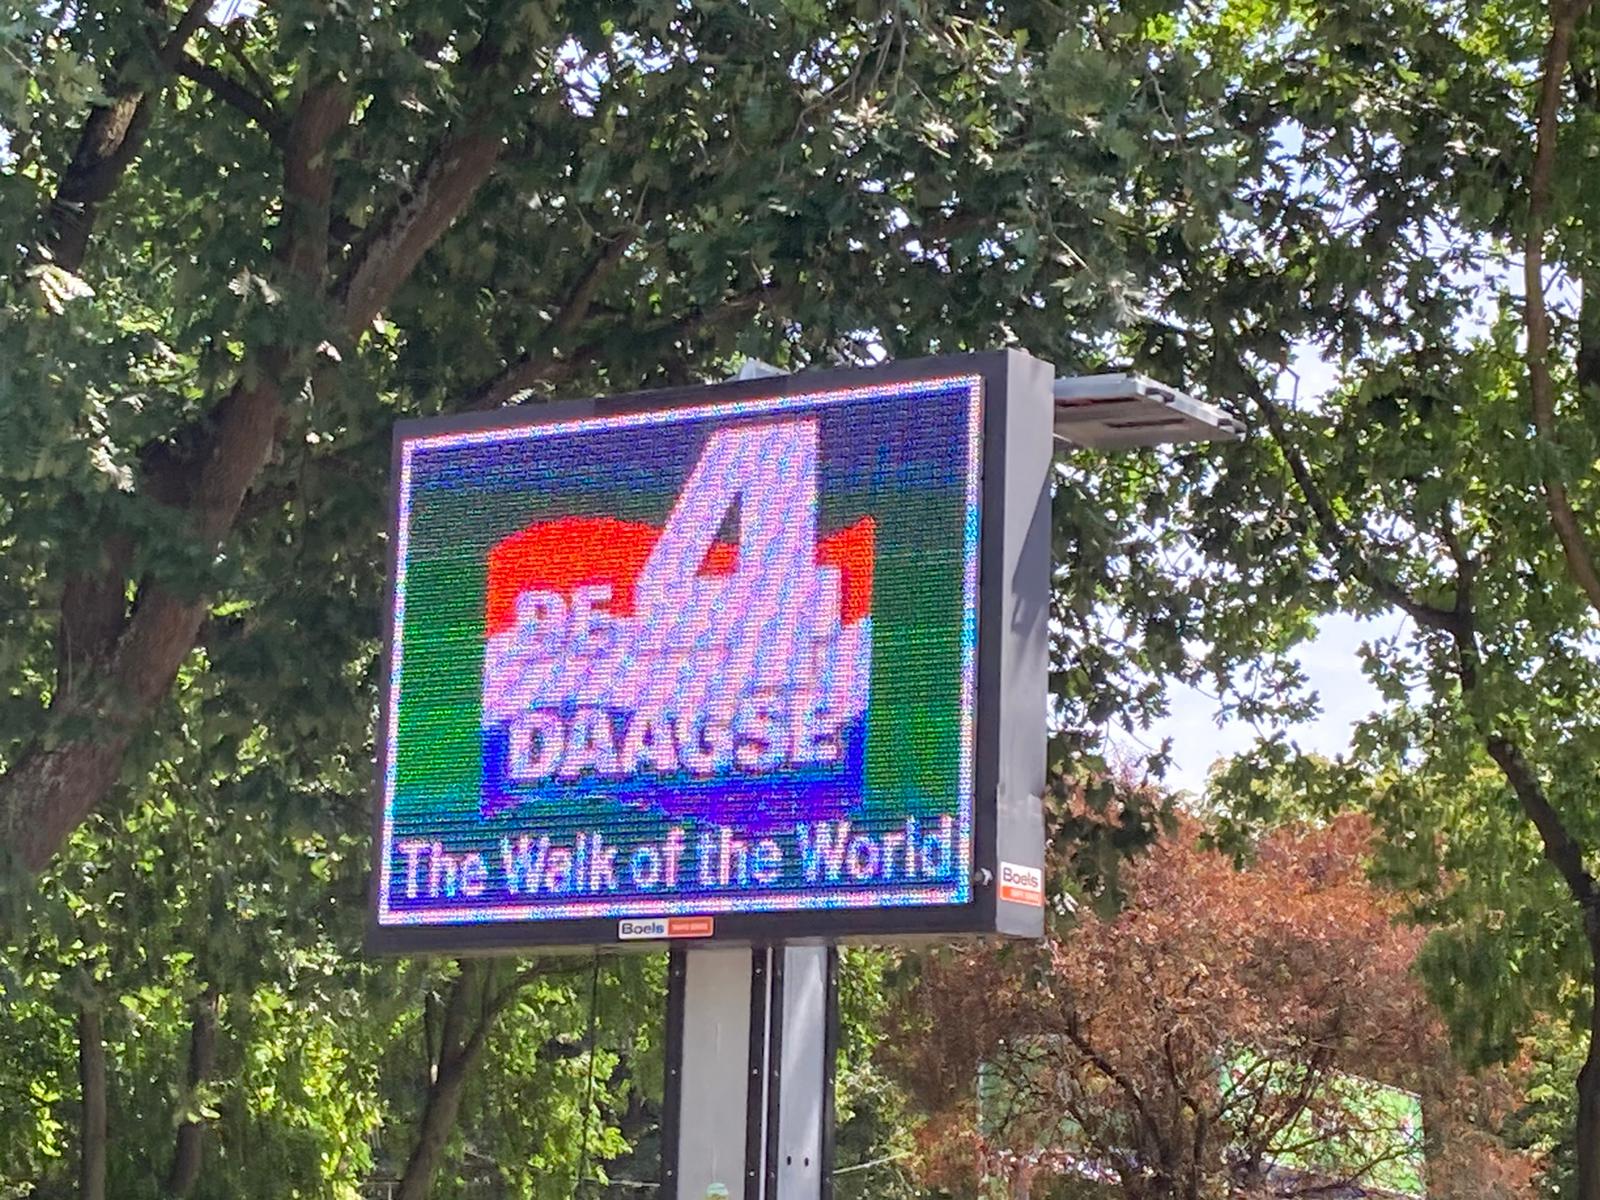 DE 4
DAAGSE
The Walk of the World
Boels
Boels